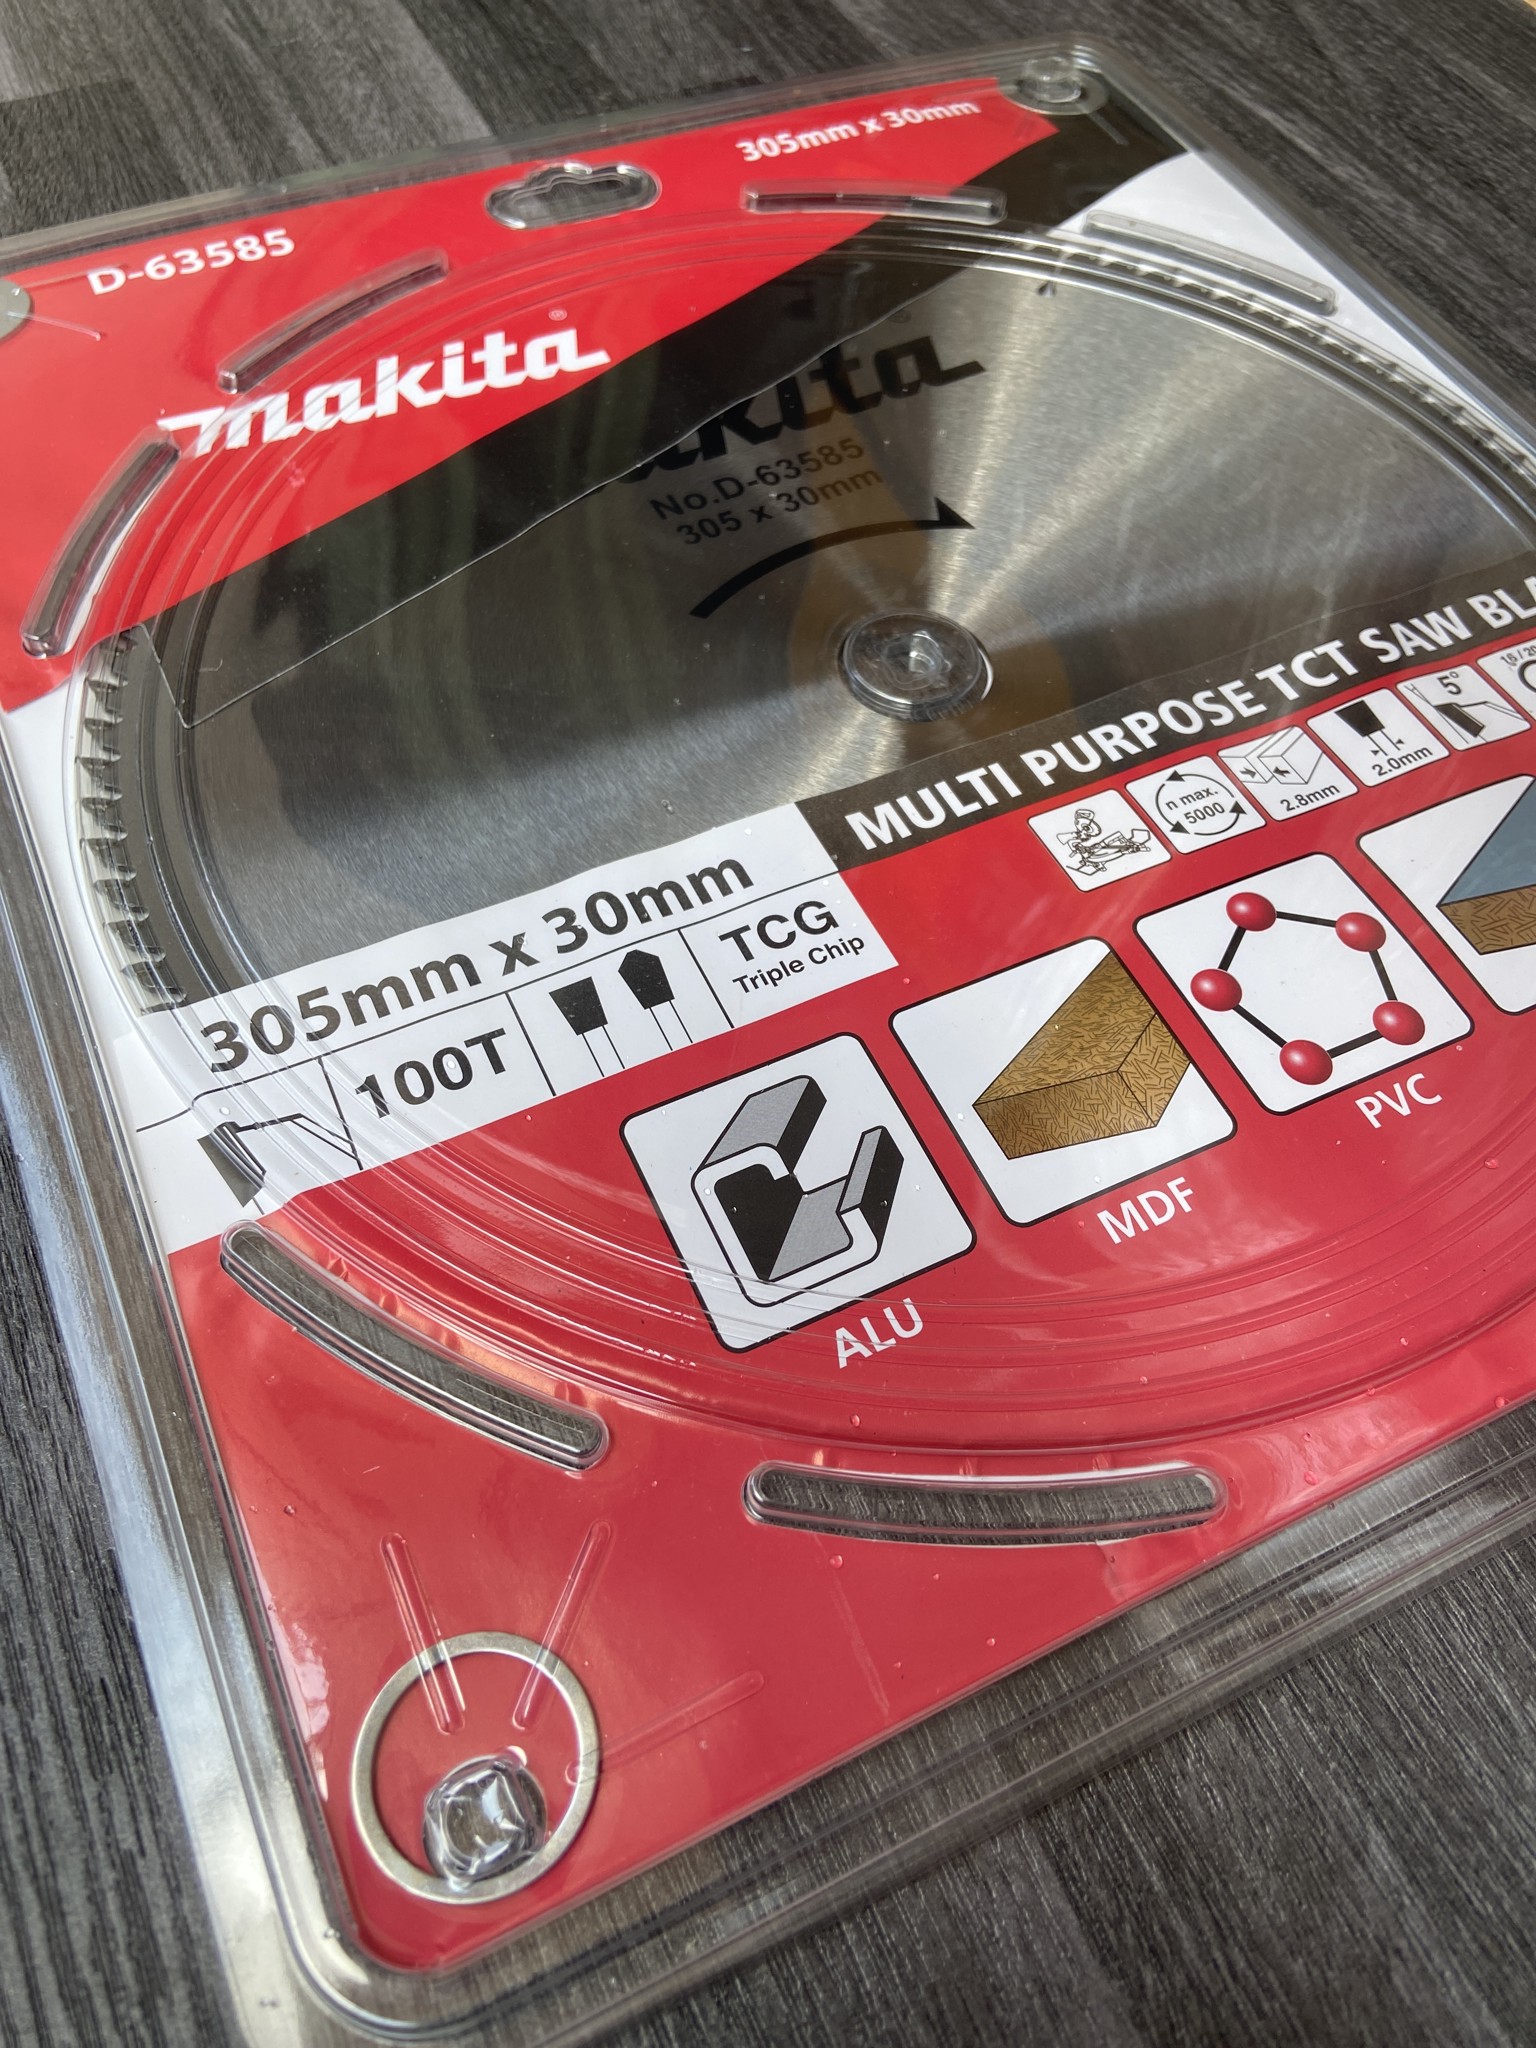 305mm x 30mm
D-63585
makita®
No.D-63585
305 x 30mm
MULTI PURPOSE TCT SAW
5°
2.0mm
2.8mm
n max.
5000
305mm x 30mm
100T
TCG
Triple Chip
ALU
MDF
PVC